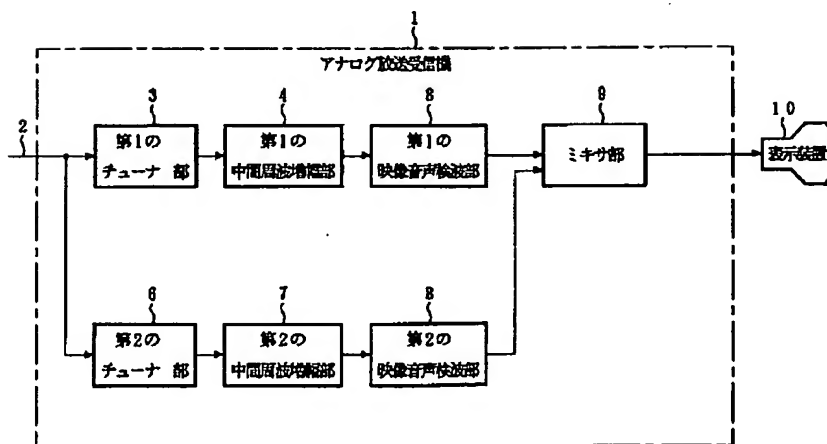 1
アナログ放送受信機
2
3
4
8
9
10
第1の
チューナ 部
第1の
中間周波増幅部
第1の
映像音声検波部
ミキサ部
表示装置
6
7
8
第2の
チューナ 部
第2の
中間周波増幅部
第2の
映像音声検波部